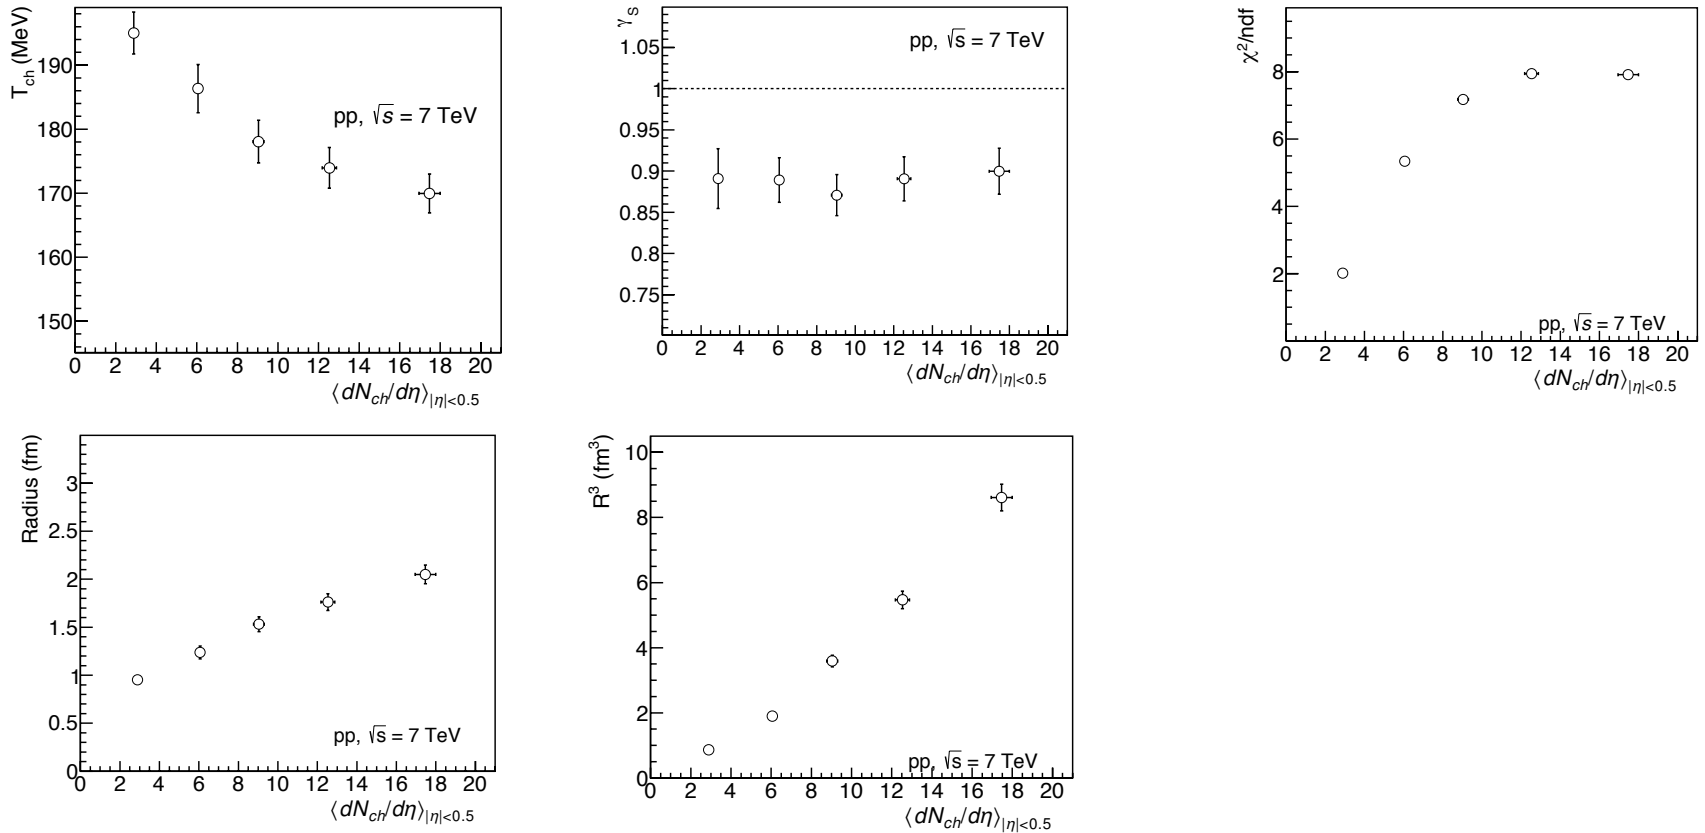 T_ch (MeV)
190
180
170
160
150
pp, √s = 7 TeV
0 2 4 6 8 10 12 14 16 18 20
⟨dN_ch/dη⟩_|η|<0.5
γ_s
1.05
1
0.95
0.9
0.85
0.8
0.75
pp, √s = 7 TeV
0 2 4 6 8 10 12 14 16 18 20
⟨dN_ch/dη⟩_|η|<0.5
χ²/ndf
8
6
4
2
pp, √s = 7 TeV
0 2 4 6 8 10 12 14 16 18 20
⟨dN_ch/dη⟩_|η|<0.5
Radius (fm)
3
2.5
2
1.5
1
0.5
0
pp, √s = 7 TeV
0 2 4 6 8 10 12 14 16 18 20
⟨dN_ch/dη⟩_|η|<0.5
R³ (fm³)
10
8
6
4
2
0
pp, √s = 7 TeV
0 2 4 6 8 10 12 14 16 18 20
⟨dN_ch/dη⟩_|η|<0.5